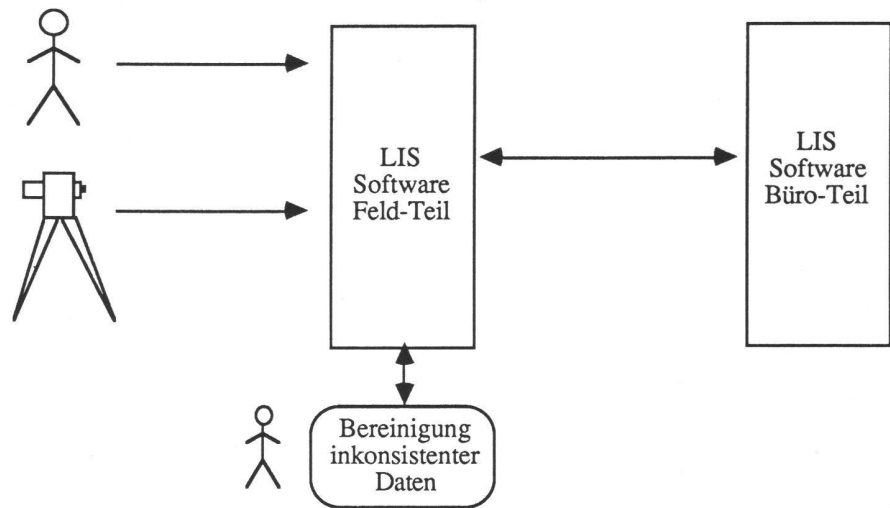 LIS
Software
Feld-Teil
LIS
Software
Büro-Teil
Bereinigung
inkonsistenter
Daten